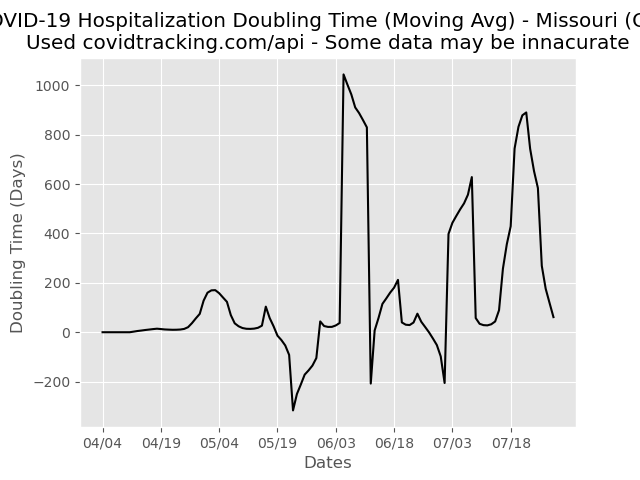 COVID-19 Hospitalization Doubling Time (Moving Avg) - Missouri
Used covidtracking.com/api - Some data may be innacurate
1000
800
600
400
200
0
−200
Doubling Time (Days)
04/04 04/19 05/04 05/19 06/03 06/18 07/03 07/18
Dates